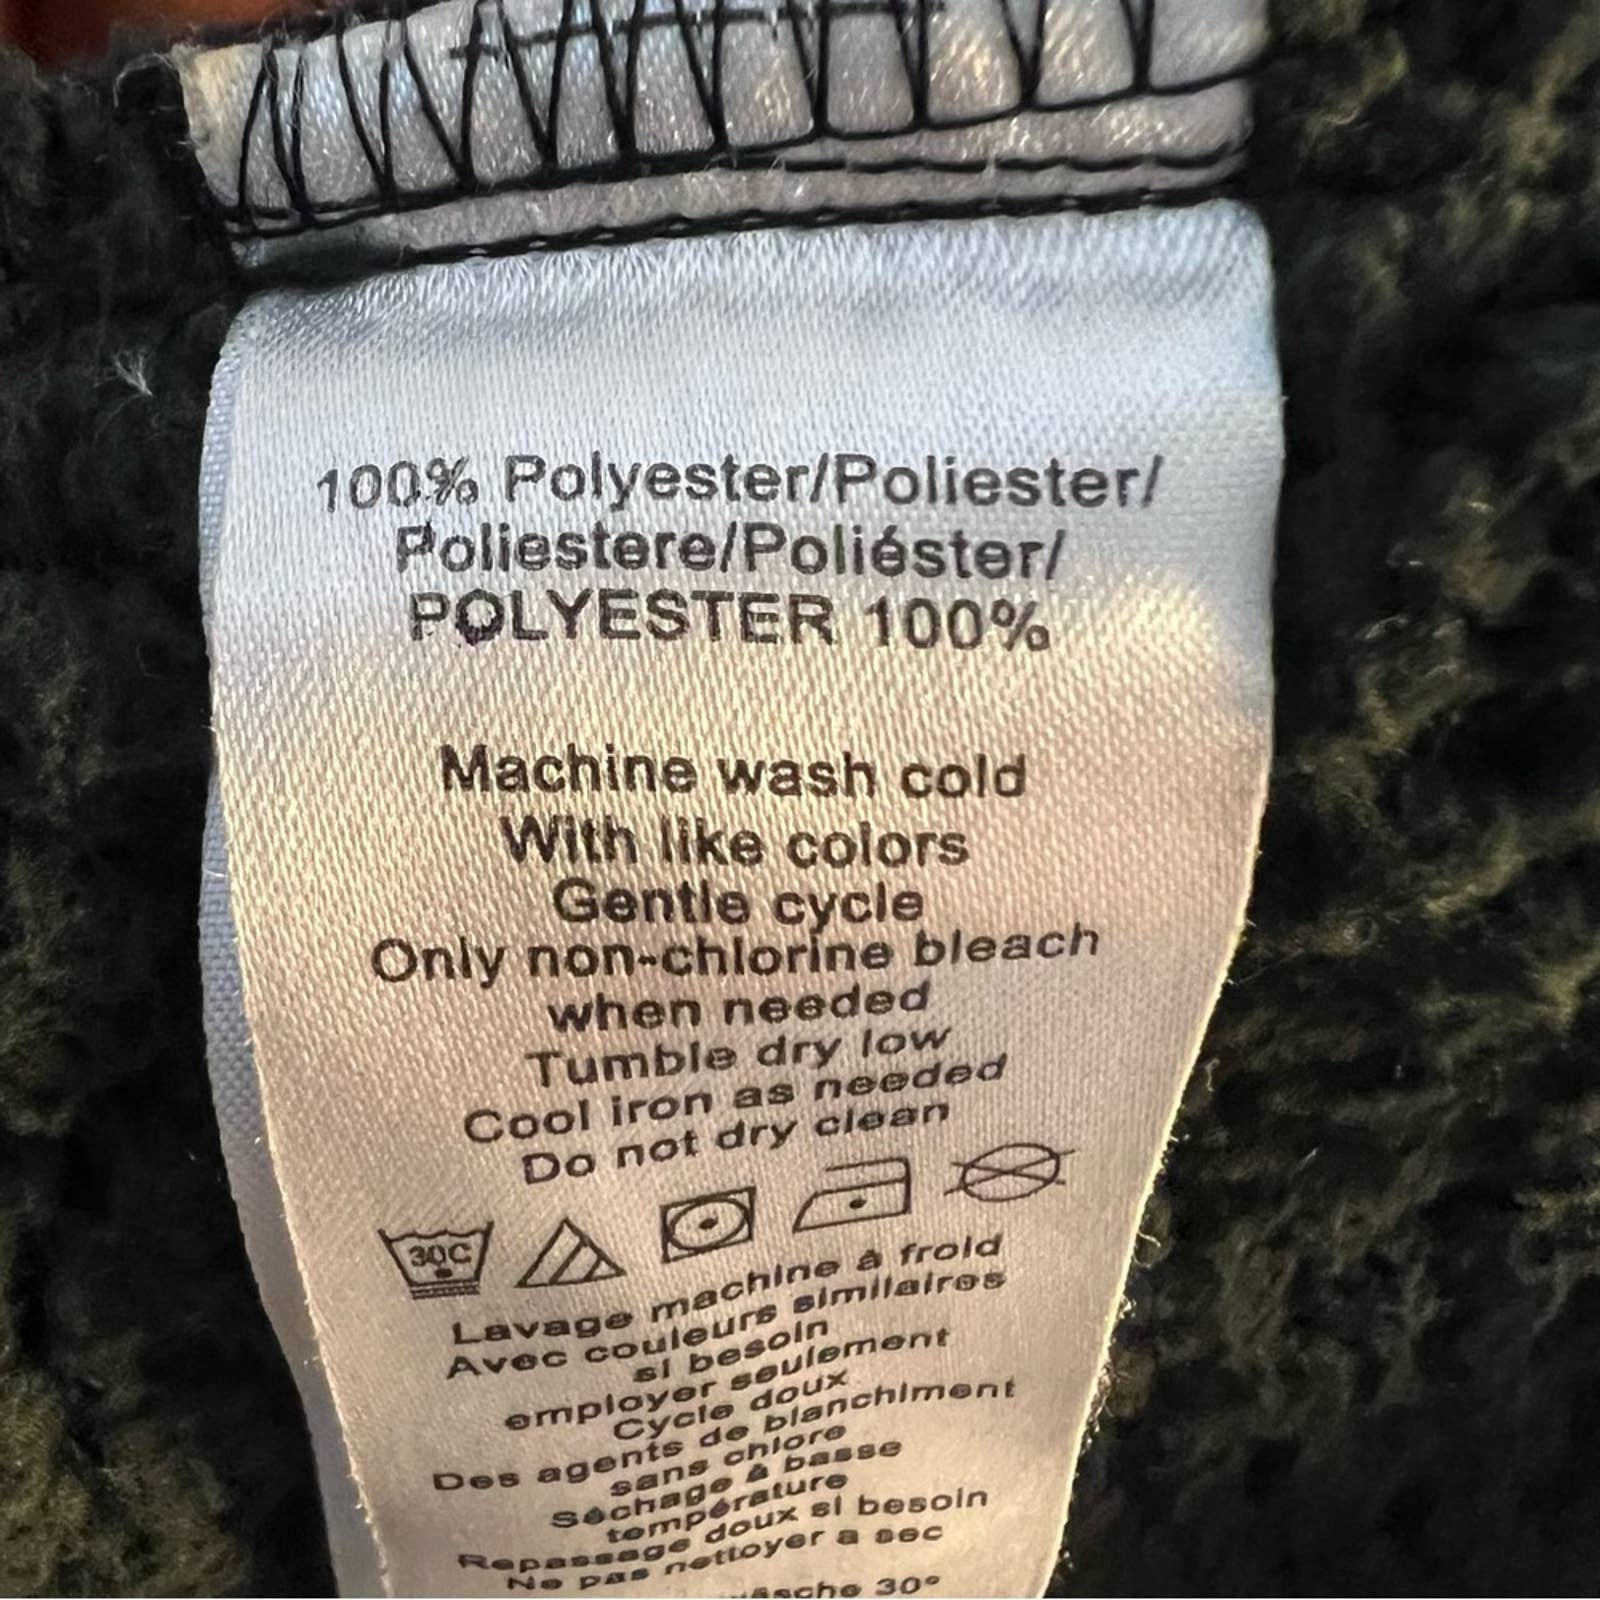 100% Polyester/Poliester/
Poliestere/Poliéster/
POLYESTER 100%
Machine wash cold
With like colors
Gentle cycle
Only non-chlorine bleach
when needed
Tumble dry low
Cool iron as needed
Do not dry clean
30C
Lavage machine à froid
Avec couleurs similaires
si besoin
employer seulement
Cycle doux
Des agents de blanchiment
sans chlore
Séchage à basse
température
Repassage doux si besoin
Ne pas nettoyer a sec
30°